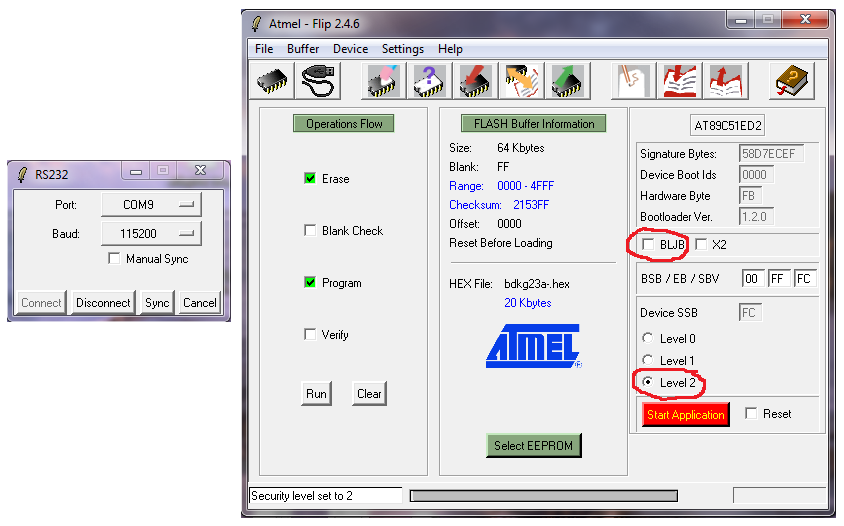 RS232
Port: COM9
Baud: 115200
Manual Sync
Connect Disconnect Sync Cancel
Atmel - Flip 2.4.6
File Buffer Device Settings Help
Operations Flow
Erase
Blank Check
Program
Verify
Run Clear
FLASH Buffer Information
Size: 64 Kbytes
Blank: FF
Range: 0000 - 4FFF
Checksum: 2153FF
Offset: 0000
Reset Before Loading
HEX File: bdkg23a-.hex
20 Kbytes
ATMEL
Select EEPROM
AT89C51ED2
Signature Bytes: 58D7ECEF
Device Boot Ids 0000
Hardware Byte FB
Bootloader Ver. 1.2.0
BLJB X2
BSB / EB / SBV 00 FF FC
Device SSB FC
Level 0
Level 1
Level 2
Start Application Reset
Security level set to 2